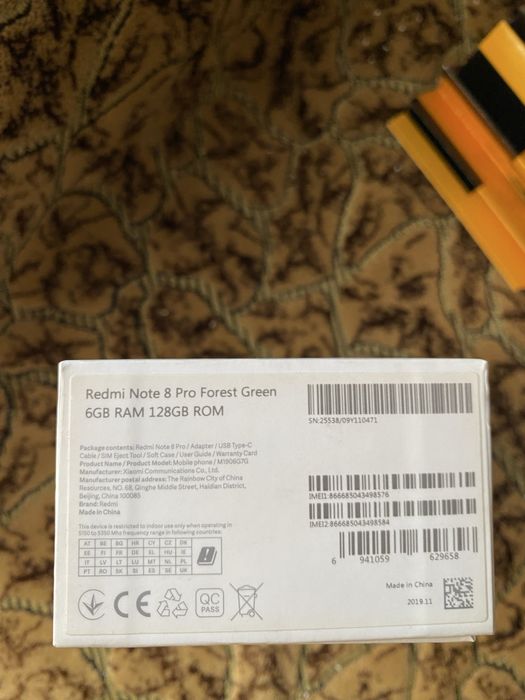 Redmi Note 8 Pro Forest Green
6GB RAM 128GB ROM
SN:25538/09Y110471
Package contents: Redmi Note 8 Pro / Adapter / USB Type-C
Cable / SIM Eject Tool / Soft Case / User Guide / Warranty Card
Product Name / Product Model: Mobile phone / M1906G7G
Manufacturer: Xiaomi Communications Co., Ltd.
Manufacturer postal address: The Rainbow City of China
Resources, NO. 68, Qinghe Middle Street, Haidian District,
Beijing, China 100085
Brand: Redmi
Made in China
IMEI1:866685043498576
IMEI2:866685043498584
6 941059 629658
This device is restricted to indoor use only when operating in
5150 to 5350 Mhz frequency range in following countries:
AT BE BG HR CY CZ DK
EE FI FR DE EL HU IE
IT LV LT LU MT NL PL
PT RO SK SI ES SE UK
CE
QC
PASS
Made in China
2019.11